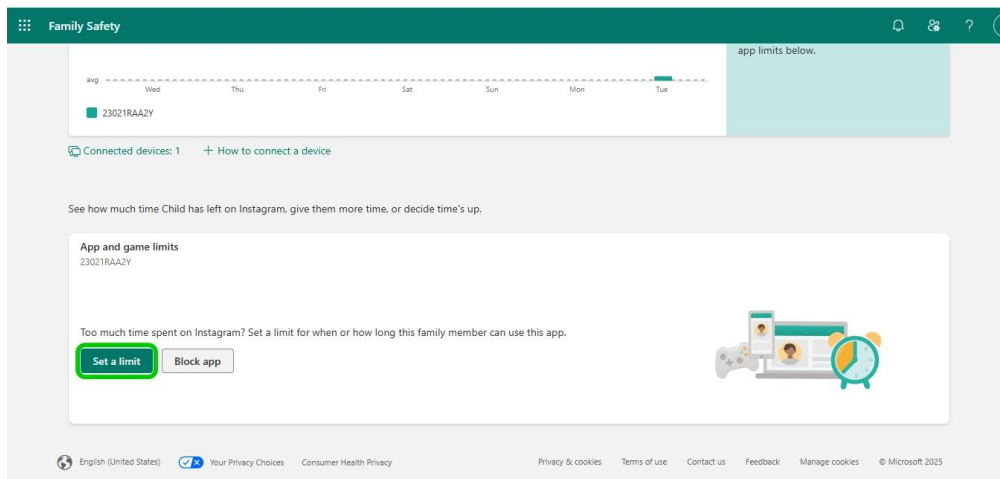 Family Safety
?
app limits below.
avg
Wed Thu Fri Sat Sun Mon Tue
23021RAA2Y
Connected devices: 1 + How to connect a device
See how much time Child has left on Instagram, give them more time, or decide time's up.
App and game limits
23021RAA2Y
Too much time spent on Instagram? Set a limit for when or how long this family member can use this app.
Set a limit Block app
English (United States) Your Privacy Choices Consumer Health Privacy Privacy & cookies Terms of use Contact us Feedback Manage cookies © Microsoft 2025